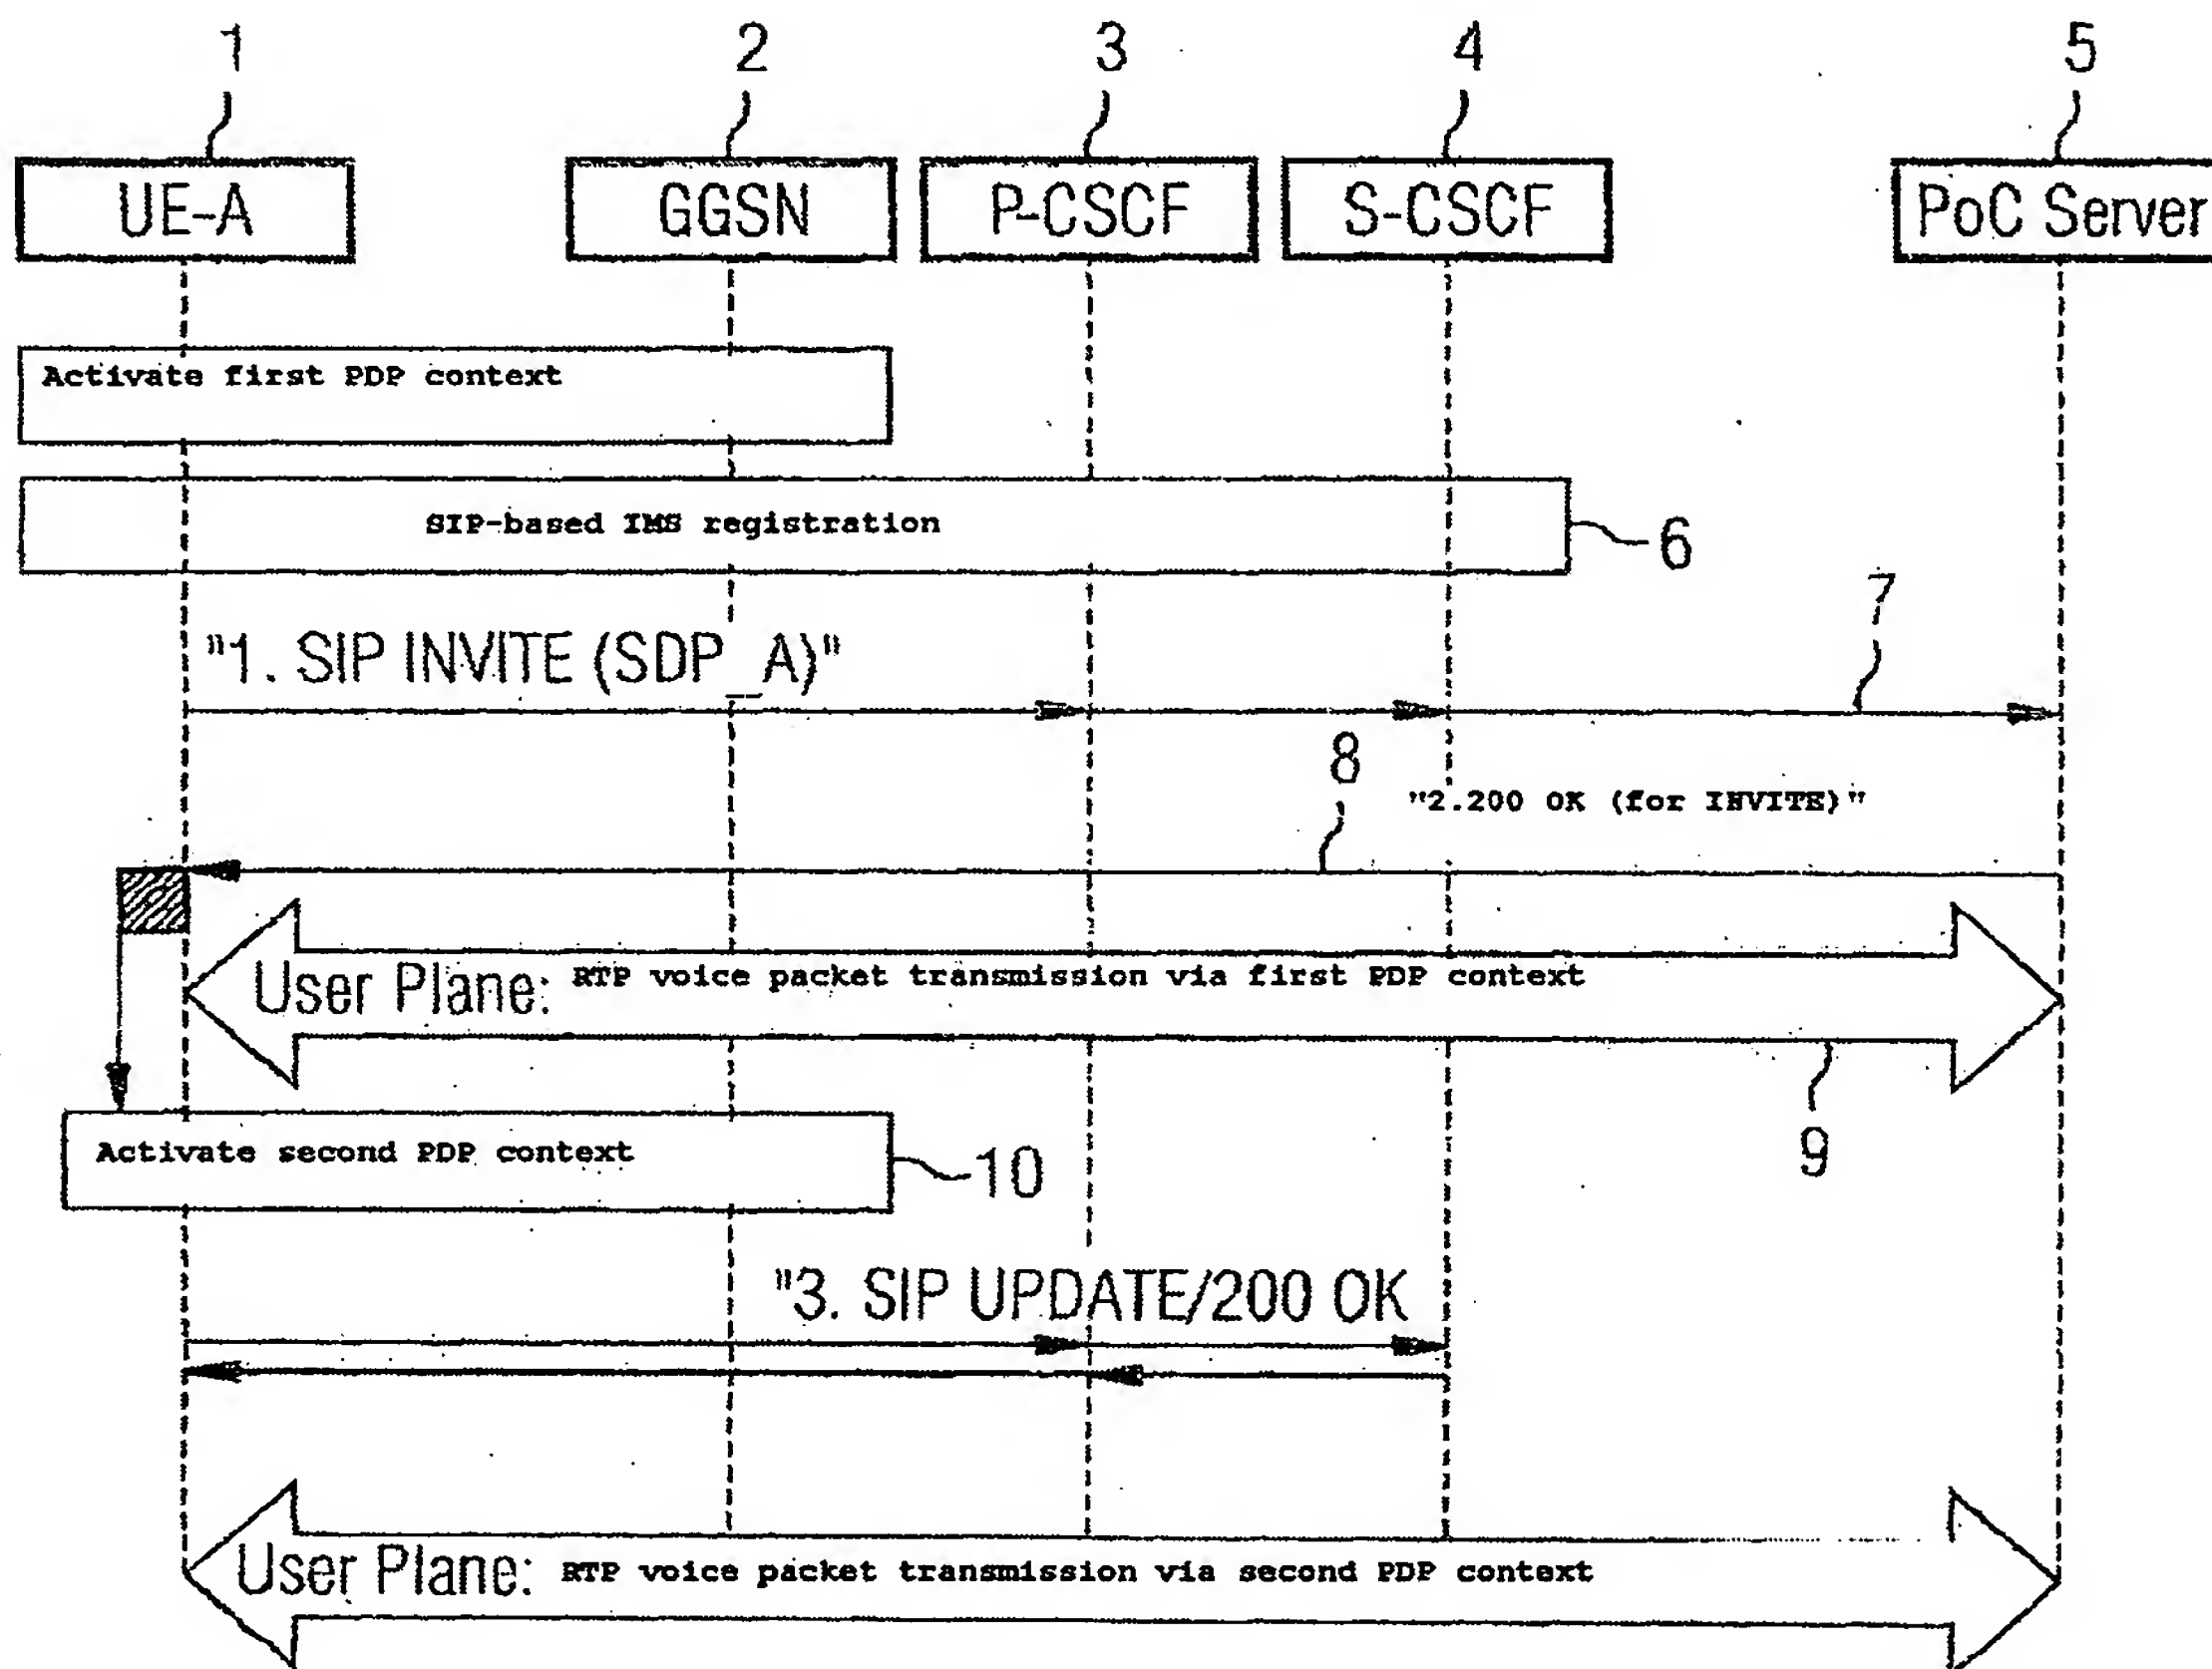 1
2
3
4
5
UE-A
GGSN
P-CSCF
S-CSCF
PoC Server
Activate first PDP context
SIP-based IMS registration
6
"1. SIP INVITE (SDP_A)"
7
8
"2.200 OK (for INVITE)"
User Plane: RTP voice packet transmission via first PDP context
9
Activate second PDP context
10
"3. SIP UPDATE/200 OK
User Plane: RTP voice packet transmission via second PDP context